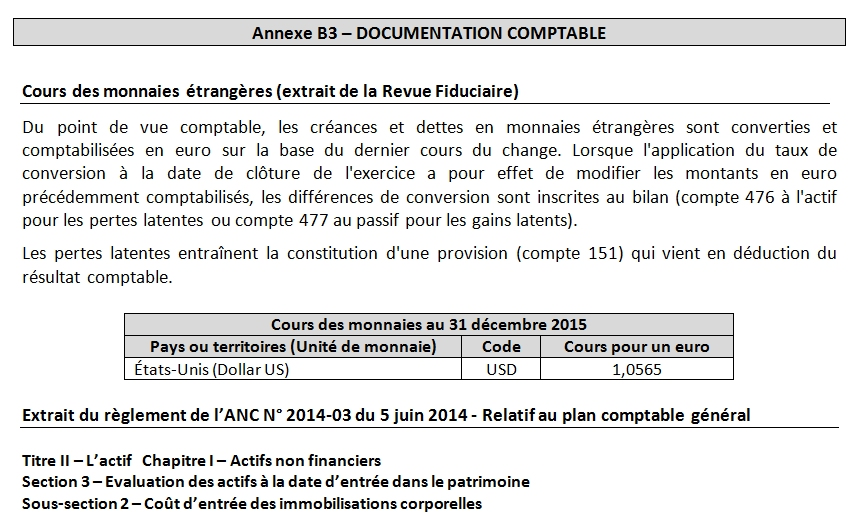 Annexe B3 – DOCUMENTATION COMPTABLE
Cours des monnaies étrangères (extrait de la Revue Fiduciaire)
Du point de vue comptable, les créances et dettes en monnaies étrangères sont converties et
comptabilisées en euro sur la base du dernier cours du change. Lorsque l'application du taux de
conversion à la date de clôture de l'exercice a pour effet de modifier les montants en euro
précédemment comptabilisés, les différences de conversion sont inscrites au bilan (compte 476 à l'actif
pour les pertes latentes ou compte 477 au passif pour les gains latents).
Les pertes latentes entraînent la constitution d'une provision (compte 151) qui vient en déduction du
résultat comptable.
Cours des monnaies au 31 décembre 2015
Pays ou territoires (Unité de monnaie) Code Cours pour un euro
États-Unis (Dollar US) USD 1,0565
Extrait du règlement de l’ANC N° 2014-03 du 5 juin 2014 - Relatif au plan comptable général
Titre II – L’actif Chapitre I – Actifs non financiers
Section 3 – Evaluation des actifs à la date d’entrée dans le patrimoine
Sous-section 2 – Coût d’entrée des immobilisations corporelles